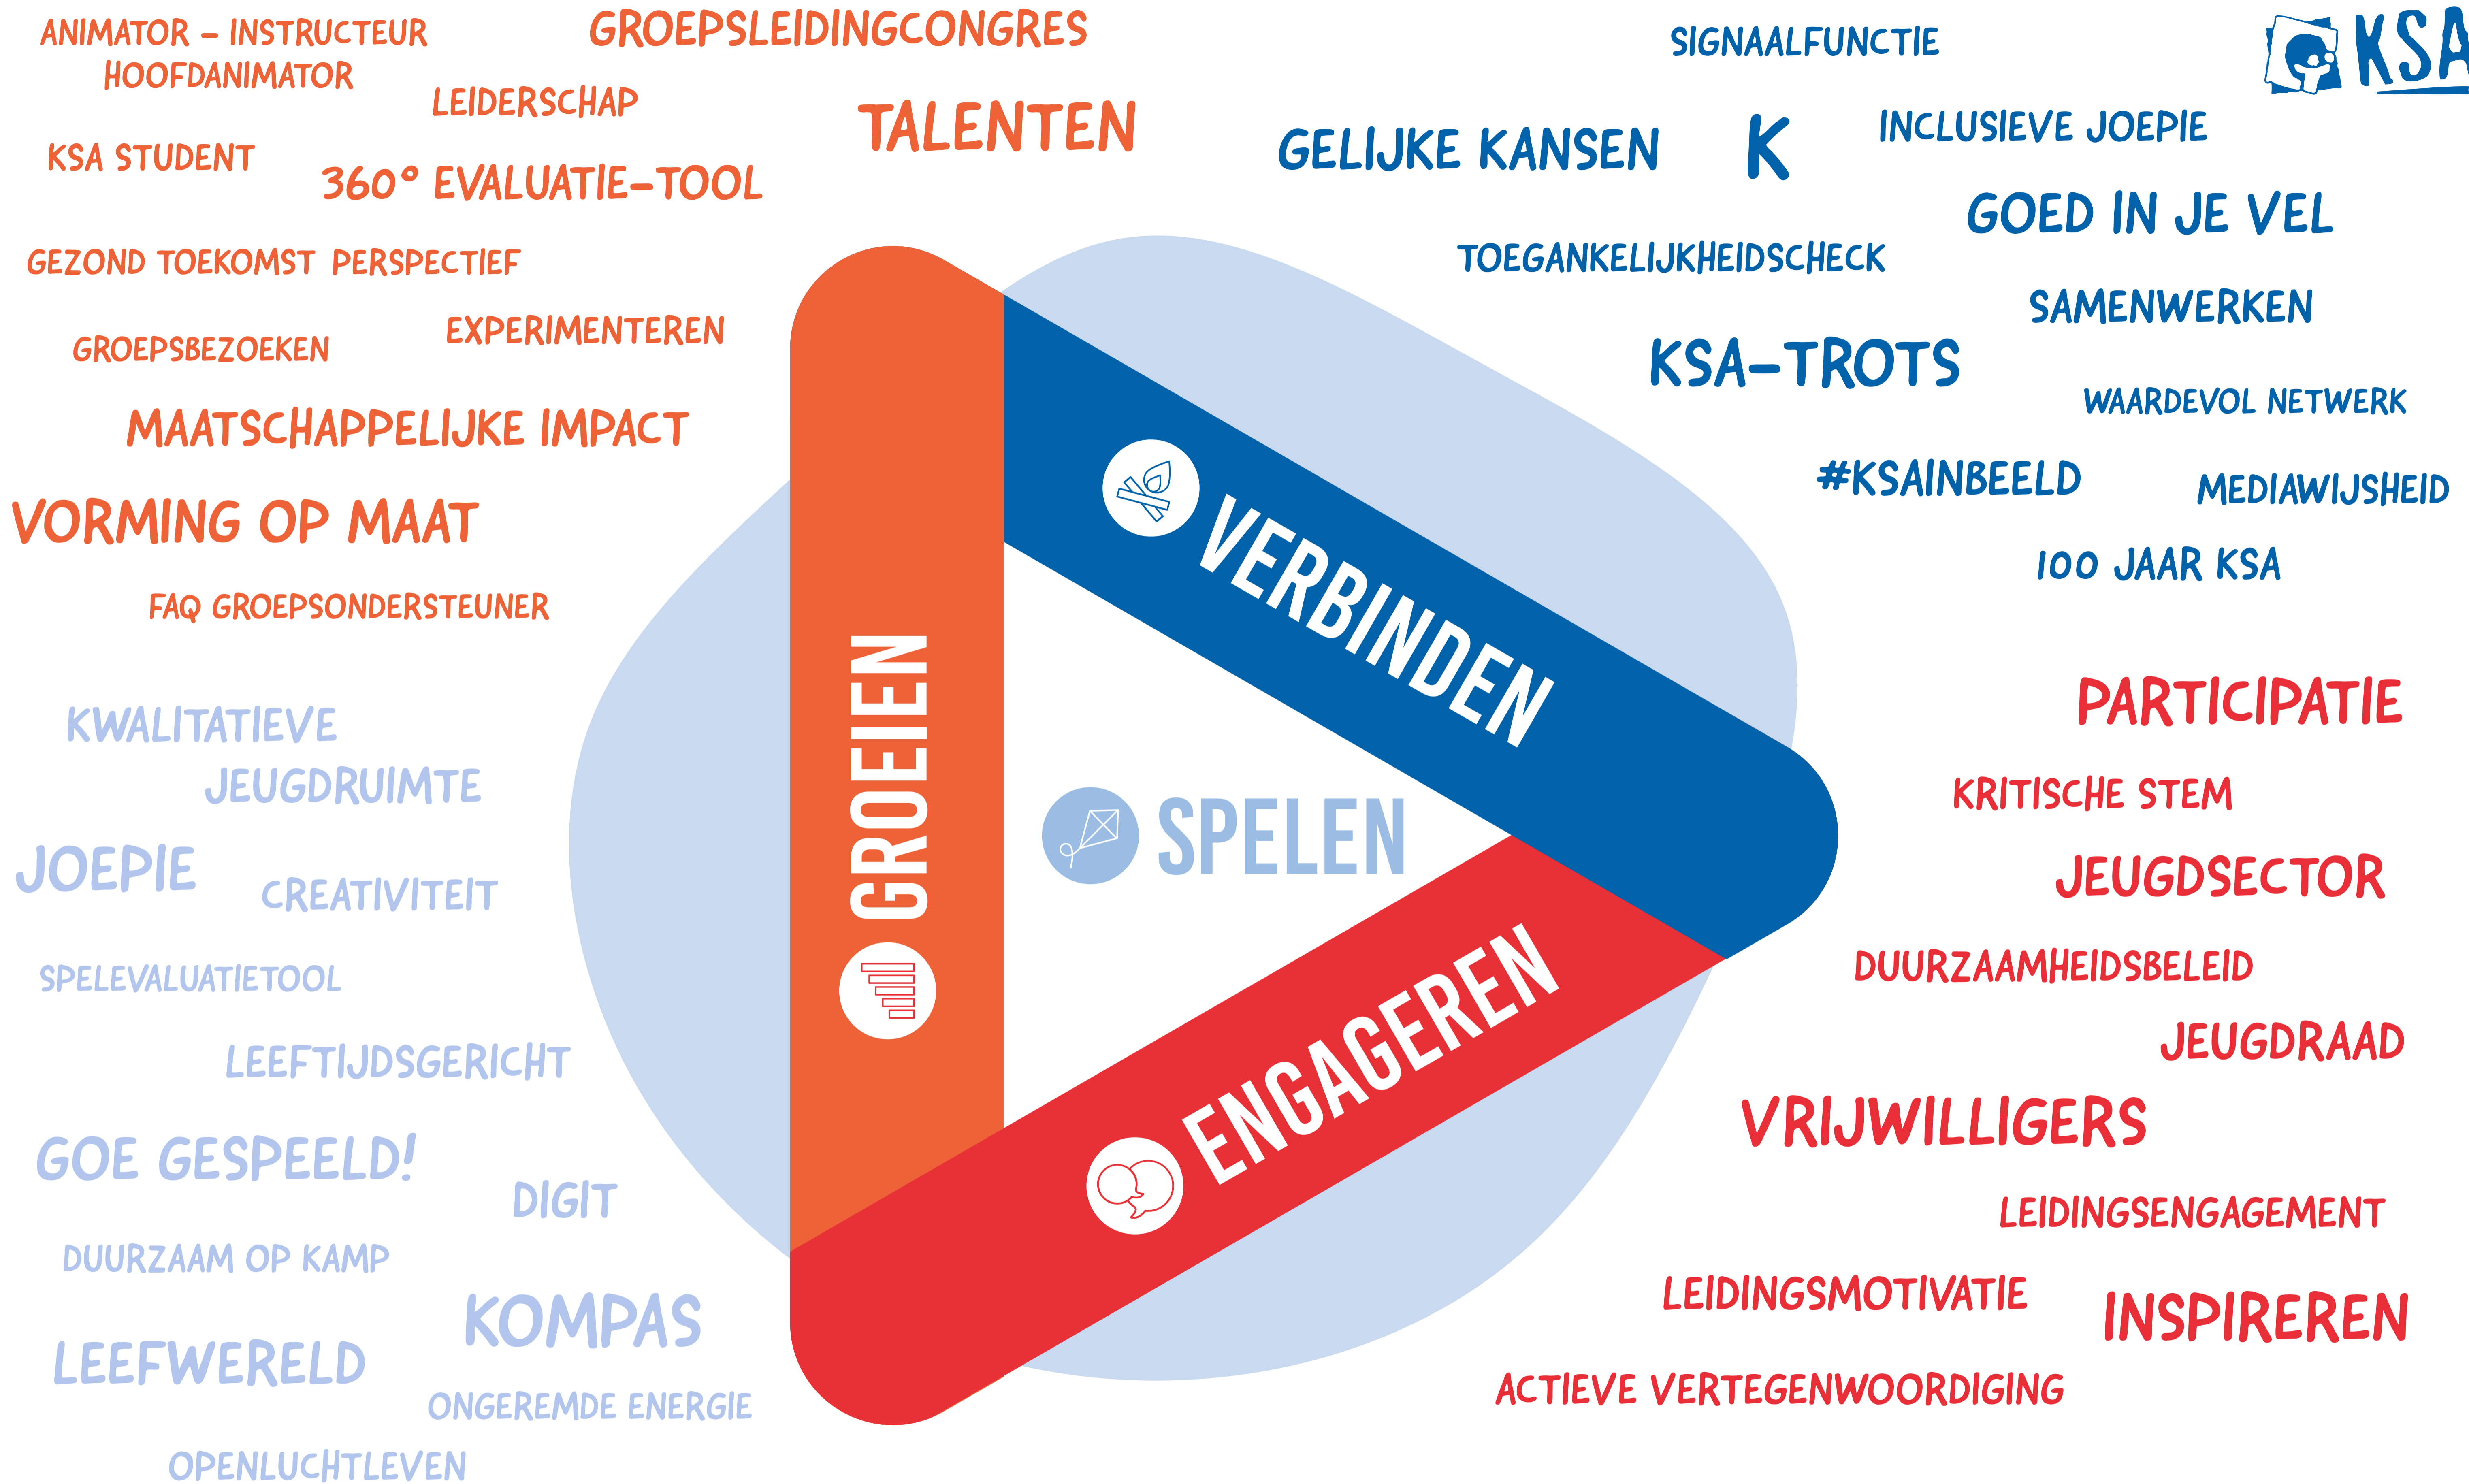 ANIMATOR – INSTRUCTEUR
HOOFDANIMATOR
GROEPSLEIDINGCONGRES
LEIDERSCHAP
TALENTEN
KSA STUDENT
360° EVALUATIE-TOOL
GEZOND TOEKOMST PERSPECTIEF
EXPERIMENTEREN
GROEPSBEZOEKEN
MAATSCHAPPELIJKE IMPACT
VORMING OP MAAT
FAQ GROEPSONDERSTEUNER
SIGNAALFUNCTIE
KSA
GELIJKE KANSEN
K
INCLUSIEVE JOEPIE
GOED IN JE VEL
TOEGANKELIJKHEIDSCHECK
SAMENWERKEN
KSA-TROTS
WAARDEVOL NETWERK
#KSAINBEELD
MEDIAWIJSHEID
100 JAAR KSA
GROEIEN
VERBINDEN
SPELEN
ENGAGEREN
KWALITATIEVE
JEUGDRUIMTE
JOEPIE
CREATIVITEIT
SPELEVALUATIETOOL
LEEFTIJDSGERICHT
GOE GESPEELD!
DIGIT
DUURZAAM OP KAMP
KOMPAS
LEEFWERELD
ONGEREMDE ENERGIE
OPENLUCHTLEVEN
PARTICIPATIE
KRITISCHE STEM
JEUGDSECTOR
DUURZAAMHEIDSBELEID
JEUGDRAAD
VRIJWILLIGERS
LEIDINGSENGAGEMENT
LEIDINGSMOTIVATIE
INSPIREREN
ACTIEVE VERTEGENWOORDIGING